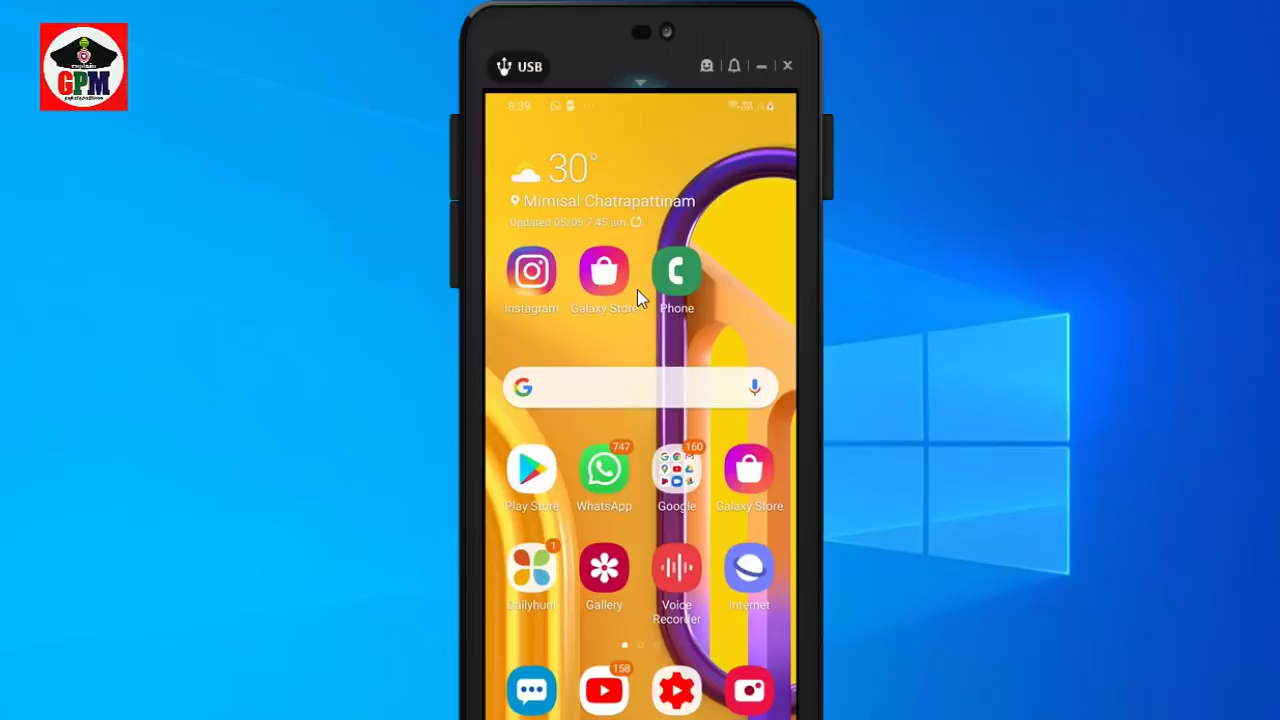 GPM
USB
8:39
30°
Mimisal Chatrapattinam
Updated 05/05 7:45 am
Instagram
Galaxy Store
Phone
747
160
Play Store
WhatsApp
Google
Galaxy Store
1
Dailyhunt
Gallery
Voice
Recorder
Internet
158